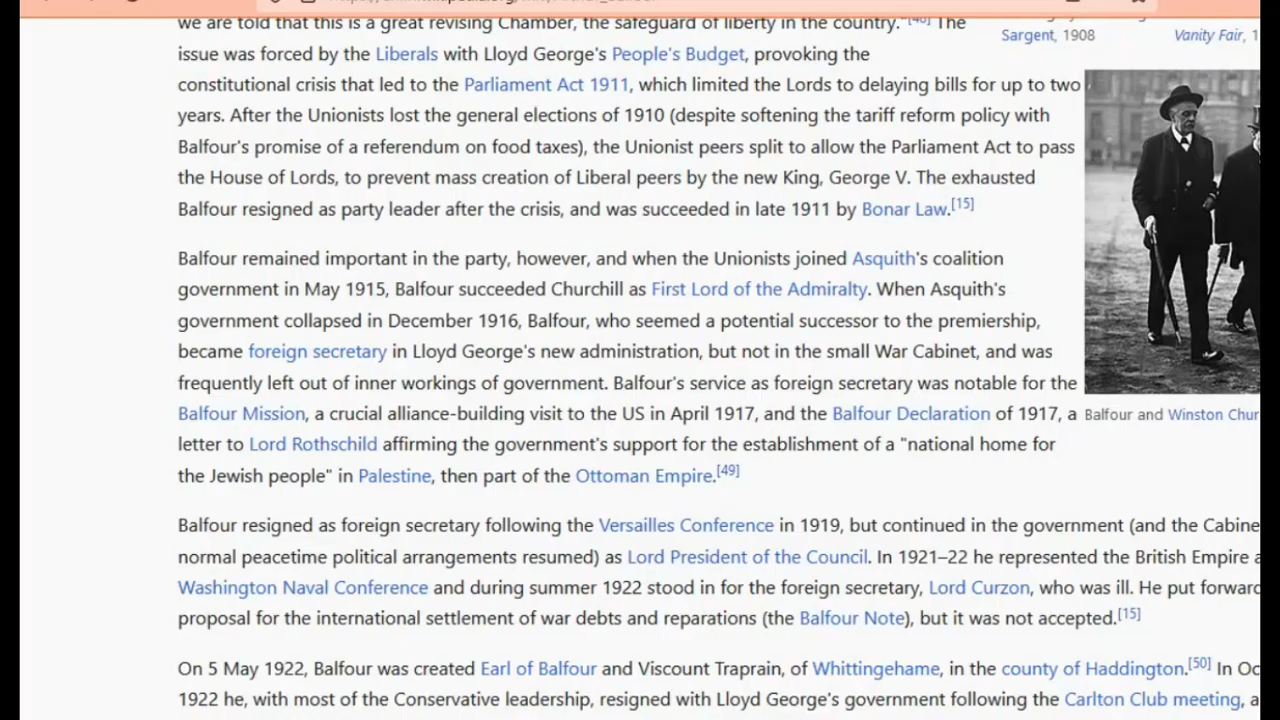 we are told that this is a great revising Chamber, the safeguard of liberty in the country."[48] The
issue was forced by the Liberals with Lloyd George's People's Budget, provoking the
constitutional crisis that led to the Parliament Act 1911, which limited the Lords to delaying bills for up to two
years. After the Unionists lost the general elections of 1910 (despite softening the tariff reform policy with
Balfour's promise of a referendum on food taxes), the Unionist peers split to allow the Parliament Act to pass
the House of Lords, to prevent mass creation of Liberal peers by the new King, George V. The exhausted
Balfour resigned as party leader after the crisis, and was succeeded in late 1911 by Bonar Law.[15]
Balfour remained important in the party, however, and when the Unionists joined Asquith's coalition
government in May 1915, Balfour succeeded Churchill as First Lord of the Admiralty. When Asquith's
government collapsed in December 1916, Balfour, who seemed a potential successor to the premiership,
became foreign secretary in Lloyd George's new administration, but not in the small War Cabinet, and was
frequently left out of inner workings of government. Balfour's service as foreign secretary was notable for the
Balfour Mission, a crucial alliance-building visit to the US in April 1917, and the Balfour Declaration of 1917, a
letter to Lord Rothschild affirming the government's support for the establishment of a "national home for
the Jewish people" in Palestine, then part of the Ottoman Empire.[49]
Balfour resigned as foreign secretary following the Versailles Conference in 1919, but continued in the government (and the Cabine
normal peacetime political arrangements resumed) as Lord President of the Council. In 1921–22 he represented the British Empire a
Washington Naval Conference and during summer 1922 stood in for the foreign secretary, Lord Curzon, who was ill. He put forward
proposal for the international settlement of war debts and reparations (the Balfour Note), but it was not accepted.[15]
On 5 May 1922, Balfour was created Earl of Balfour and Viscount Traprain, of Whittingehame, in the county of Haddington.[50] In Oc
1922 he, with most of the Conservative leadership, resigned with Lloyd George's government following the Carlton Club meeting, a
Sargent, 1908
Vanity Fair, 1
Balfour and Winston Chur